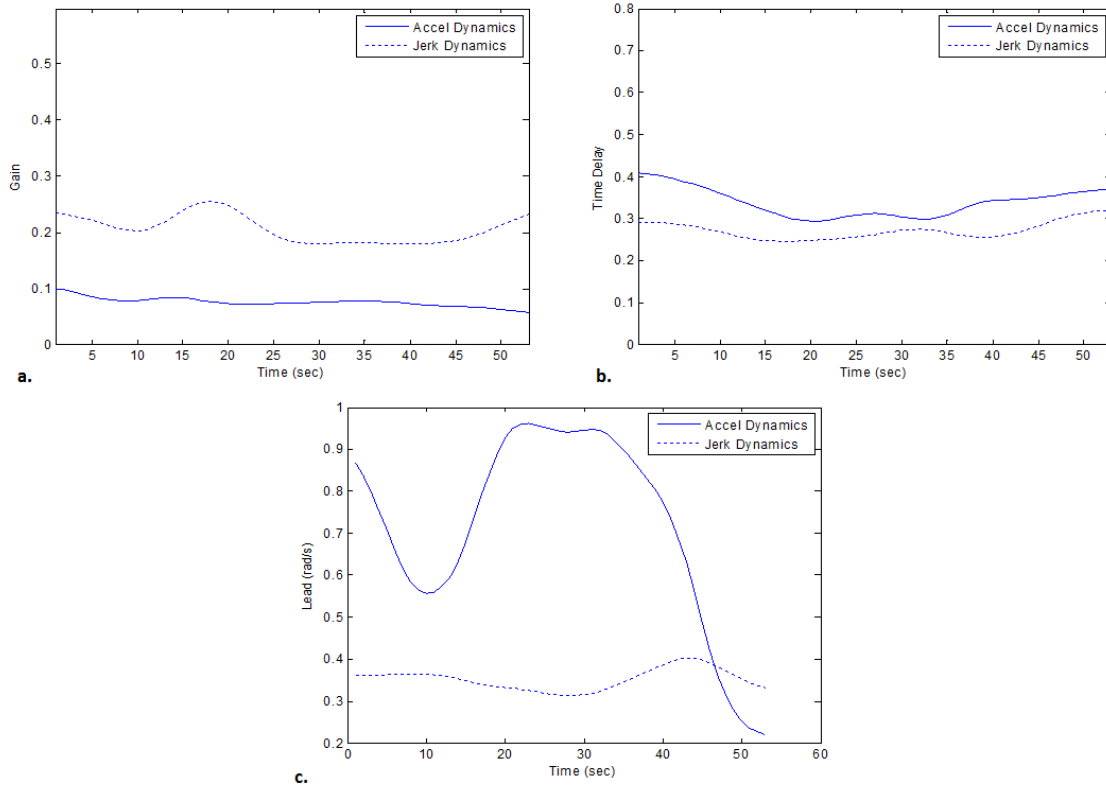 Accel Dynamics
Jerk Dynamics
0.5
0.4
0.3
0.2
0.1
0
Gain
5 10 15 20 25 30 35 40 45 50
Time (sec)
a.
Accel Dynamics
Jerk Dynamics
0.8
0.7
0.6
0.5
0.4
0.3
0.2
0.1
0
Time Delay
5 10 15 20 25 30 35 40 45 50
Time (sec)
b.
Accel Dynamics
Jerk Dynamics
1
0.9
0.8
0.7
0.6
0.5
0.4
0.3
0.2
Lead (rad/s)
0 10 20 30 40 50 60
Time (sec)
c.